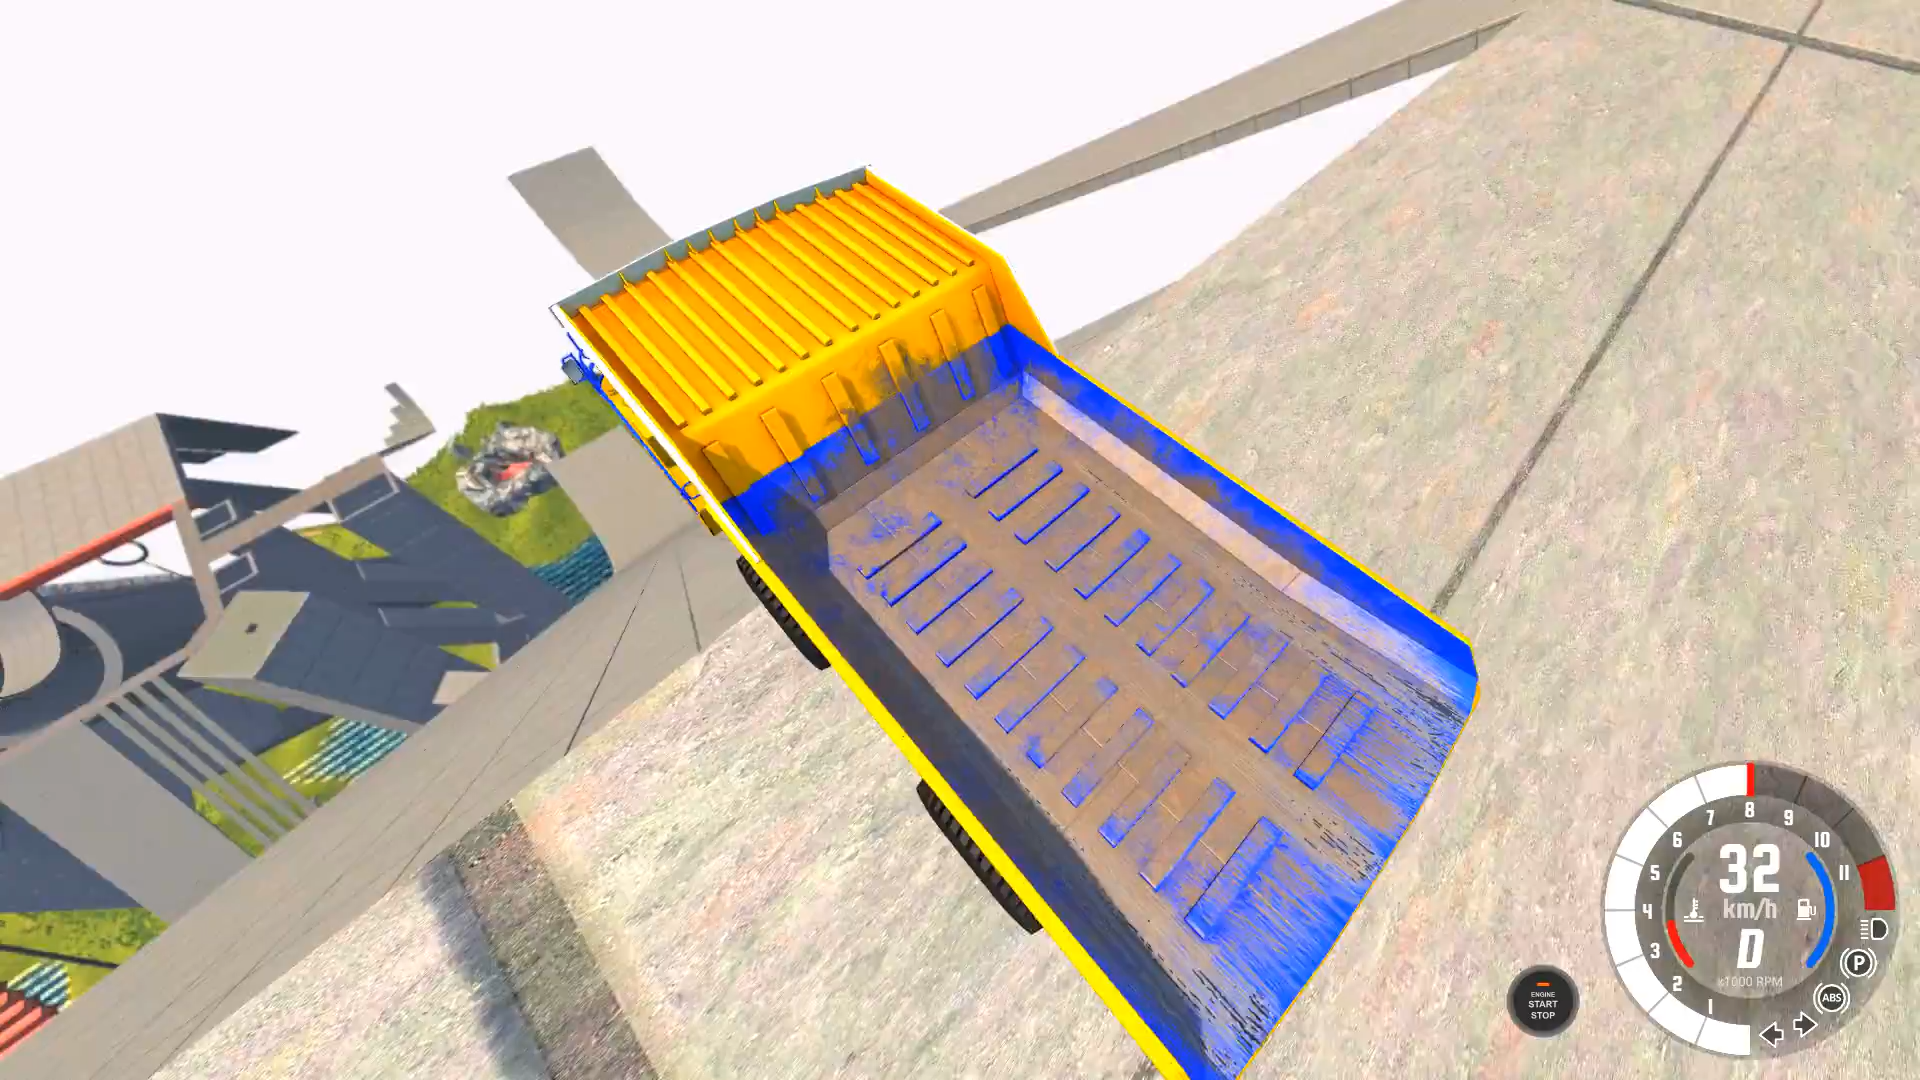 8
7 9
6 10
5 11
4
3
2
1
32
km/h
D
x1000 RPM
P
ABS
ENGINE
START
STOP